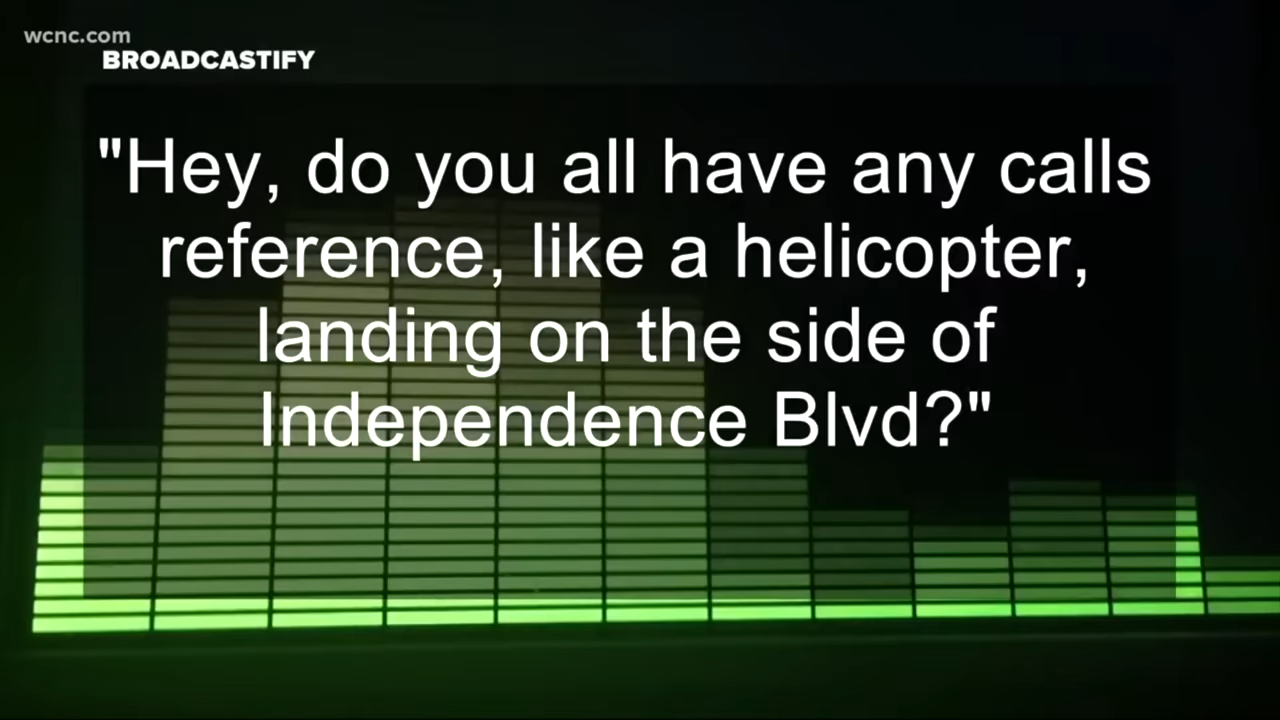 wcnc.com
BROADCASTIFY
"Hey, do you all have any calls
reference, like a helicopter,
landing on the side of
Independence Blvd?"